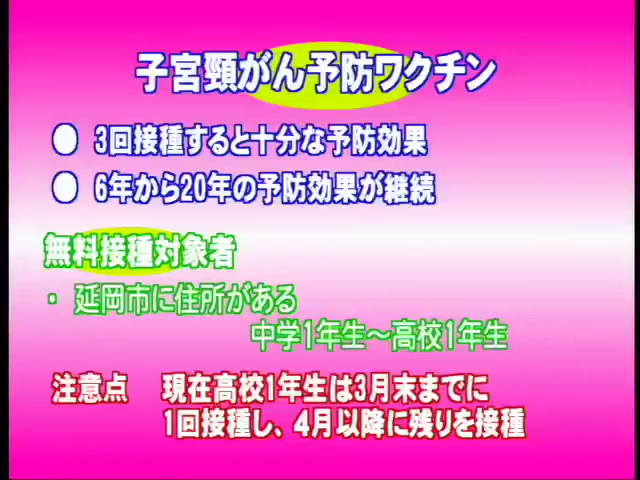 子宮頸がん予防ワクチン
● 3回接種すると十分な予防効果
● 6年から20年の予防効果が継続
無料接種対象者
・ 延岡市に住所がある
中学1年生～高校1年生
注意点 現在高校1年生は3月末までに
1回接種し、4月以降に残りを接種